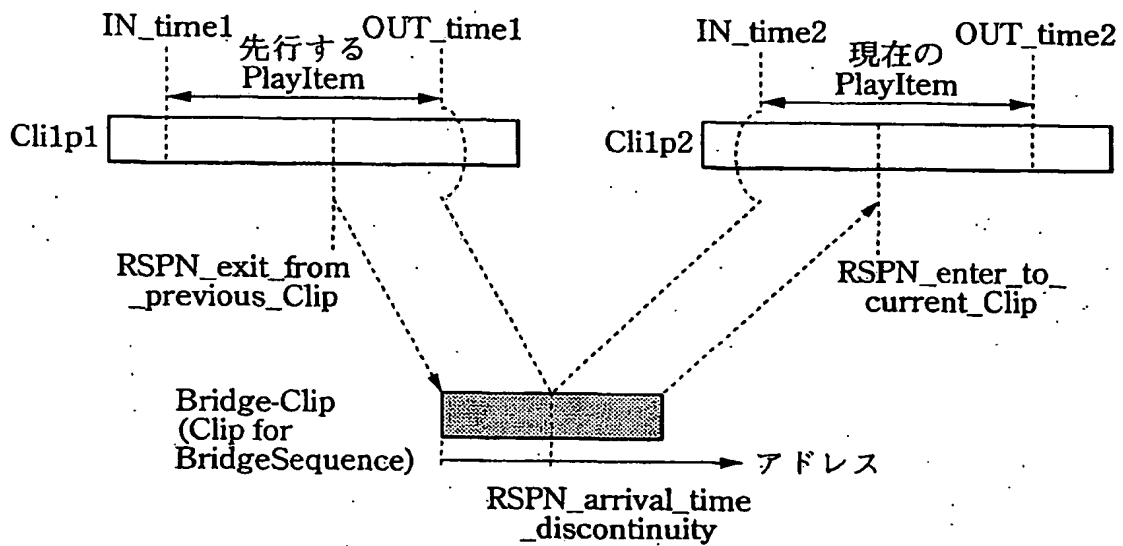 IN_time1
先行する
PlayItem
OUT_time1
IN_time2
現在の
PlayItem
OUT_time2
Cli1p1
Cli1p2
RSPN_exit_from
_previous_Clip
RSPN_enter_to_
current_Clip
Bridge-Clip
(Clip for
BridgeSequence)
アドレス
RSPN_arrival_time
_discontinuity